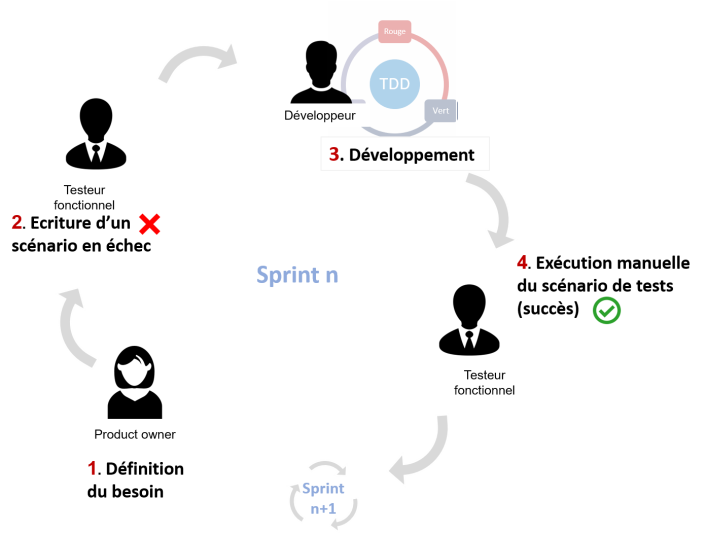 Rouge
TDD
Vert
Développeur
3. Développement
Testeur
fonctionnel
2. Ecriture d'un
scénario en échec
Sprint n
4. Exécution manuelle
du scénario de tests
(succès)
Testeur
fonctionnel
Product owner
1. Définition
du besoin
Sprint
n+1